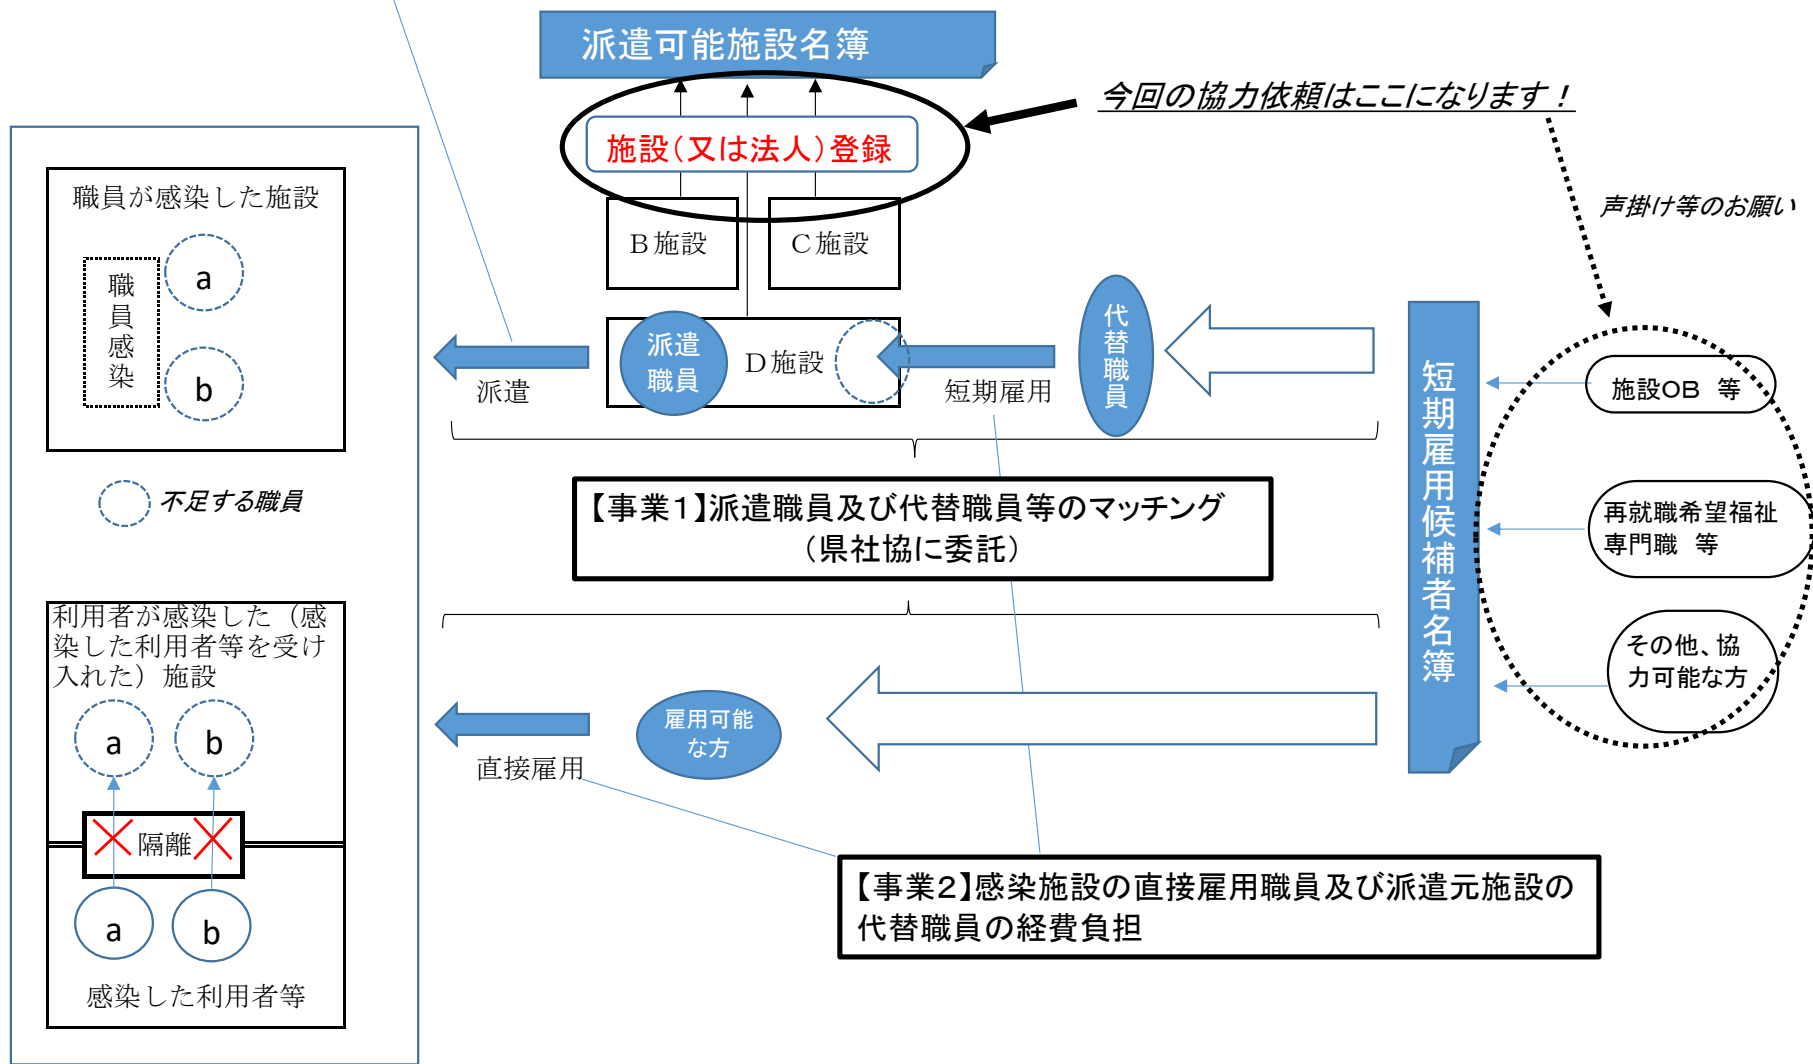 派遣可能施設名簿
今回の協力依頼はここになります！
施設（又は法人）登録
声掛け等のお願い
B施設
C施設
職員が感染した施設
職員感染
a
b
不足する職員
派遣
派遣
職員
D施設
短期雇用
代替職員
短期雇用候補者名簿
施設OB　等
再就職希望福祉
専門職　等
その他、協
力可能な方
【事業１】派遣職員及び代替職員等のマッチング
（県社協に委託）
利用者が感染した（感
染した利用者等を受け
入れた）施設
a
b
隔離
a
b
感染した利用者等
直接雇用
雇用可能
な方
【事業２】感染施設の直接雇用職員及び派遣元施設の
代替職員の経費負担